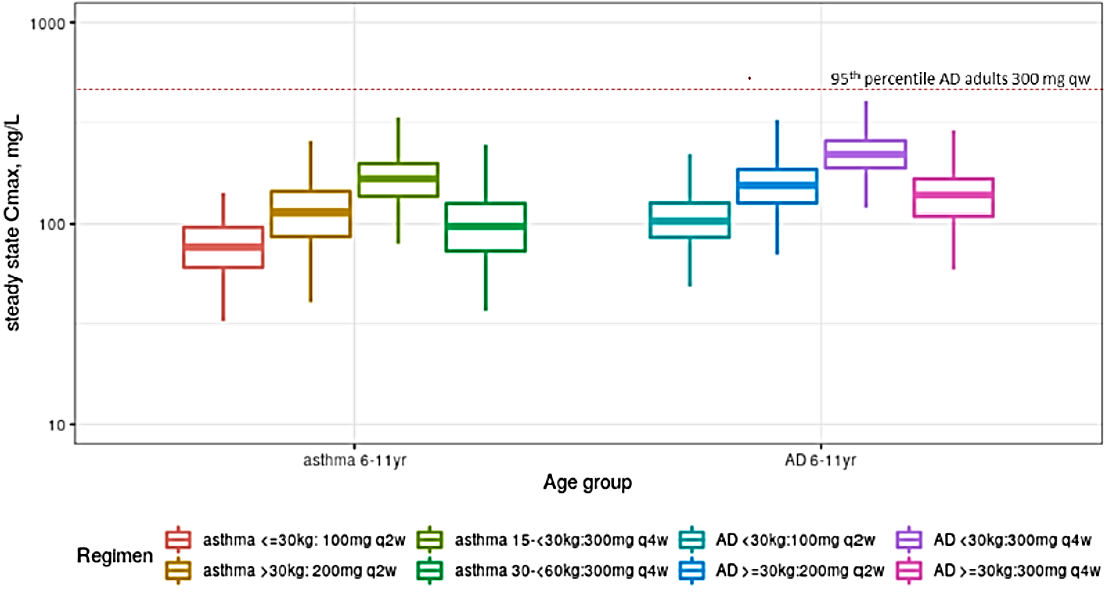 1000
95th percentile AD adults 300 mg qw
100
10
steady state Cmax, mg/L
asthma 6-11yr AD 6-11yr
Age group
Regimen
asthma <=30kg: 100mg q2w asthma 15-<30kg:300mg q4w AD <30kg:100mg q2w AD <30kg:300mg q4w
asthma >30kg: 200mg q2w asthma 30-<60kg:300mg q4w AD >=30kg:200mg q2w AD >=30kg:300mg q4w